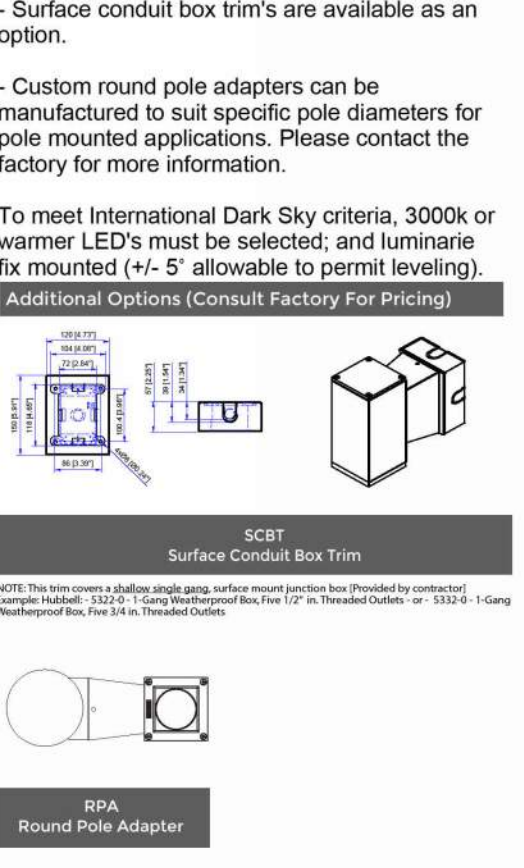 - Surface conduit box trim's are available as an
option.
- Custom round pole adapters can be
manufactured to suit specific pole diameters for
pole mounted applications. Please contact the
factory for more information.
To meet International Dark Sky criteria, 3000k or
warmer LED's must be selected; and luminarie
fix mounted (+/- 5° allowable to permit leveling).
Additional Options (Consult Factory For Pricing)
120 [4.73"]
104 [4.08"]
72 [2.84"]
150 [5.91"]
118 [4.65"]
100.4 [3.95"]
86 [3.39"]
57 [2.25"]
39 [1.54"]
34 [1.34"]
SCBT
Surface Conduit Box Trim
NOTE: This trim covers a shallow single gang, surface mount junction box [Provided by contractor]
Example: Hubbell: - 5322-0 - 1-Gang Weatherproof Box, Five 1/2" in. Threaded Outlets - or - 5332-0 - 1-Gang
Weatherproof Box, Five 3/4 in. Threaded Outlets
RPA
Round Pole Adapter